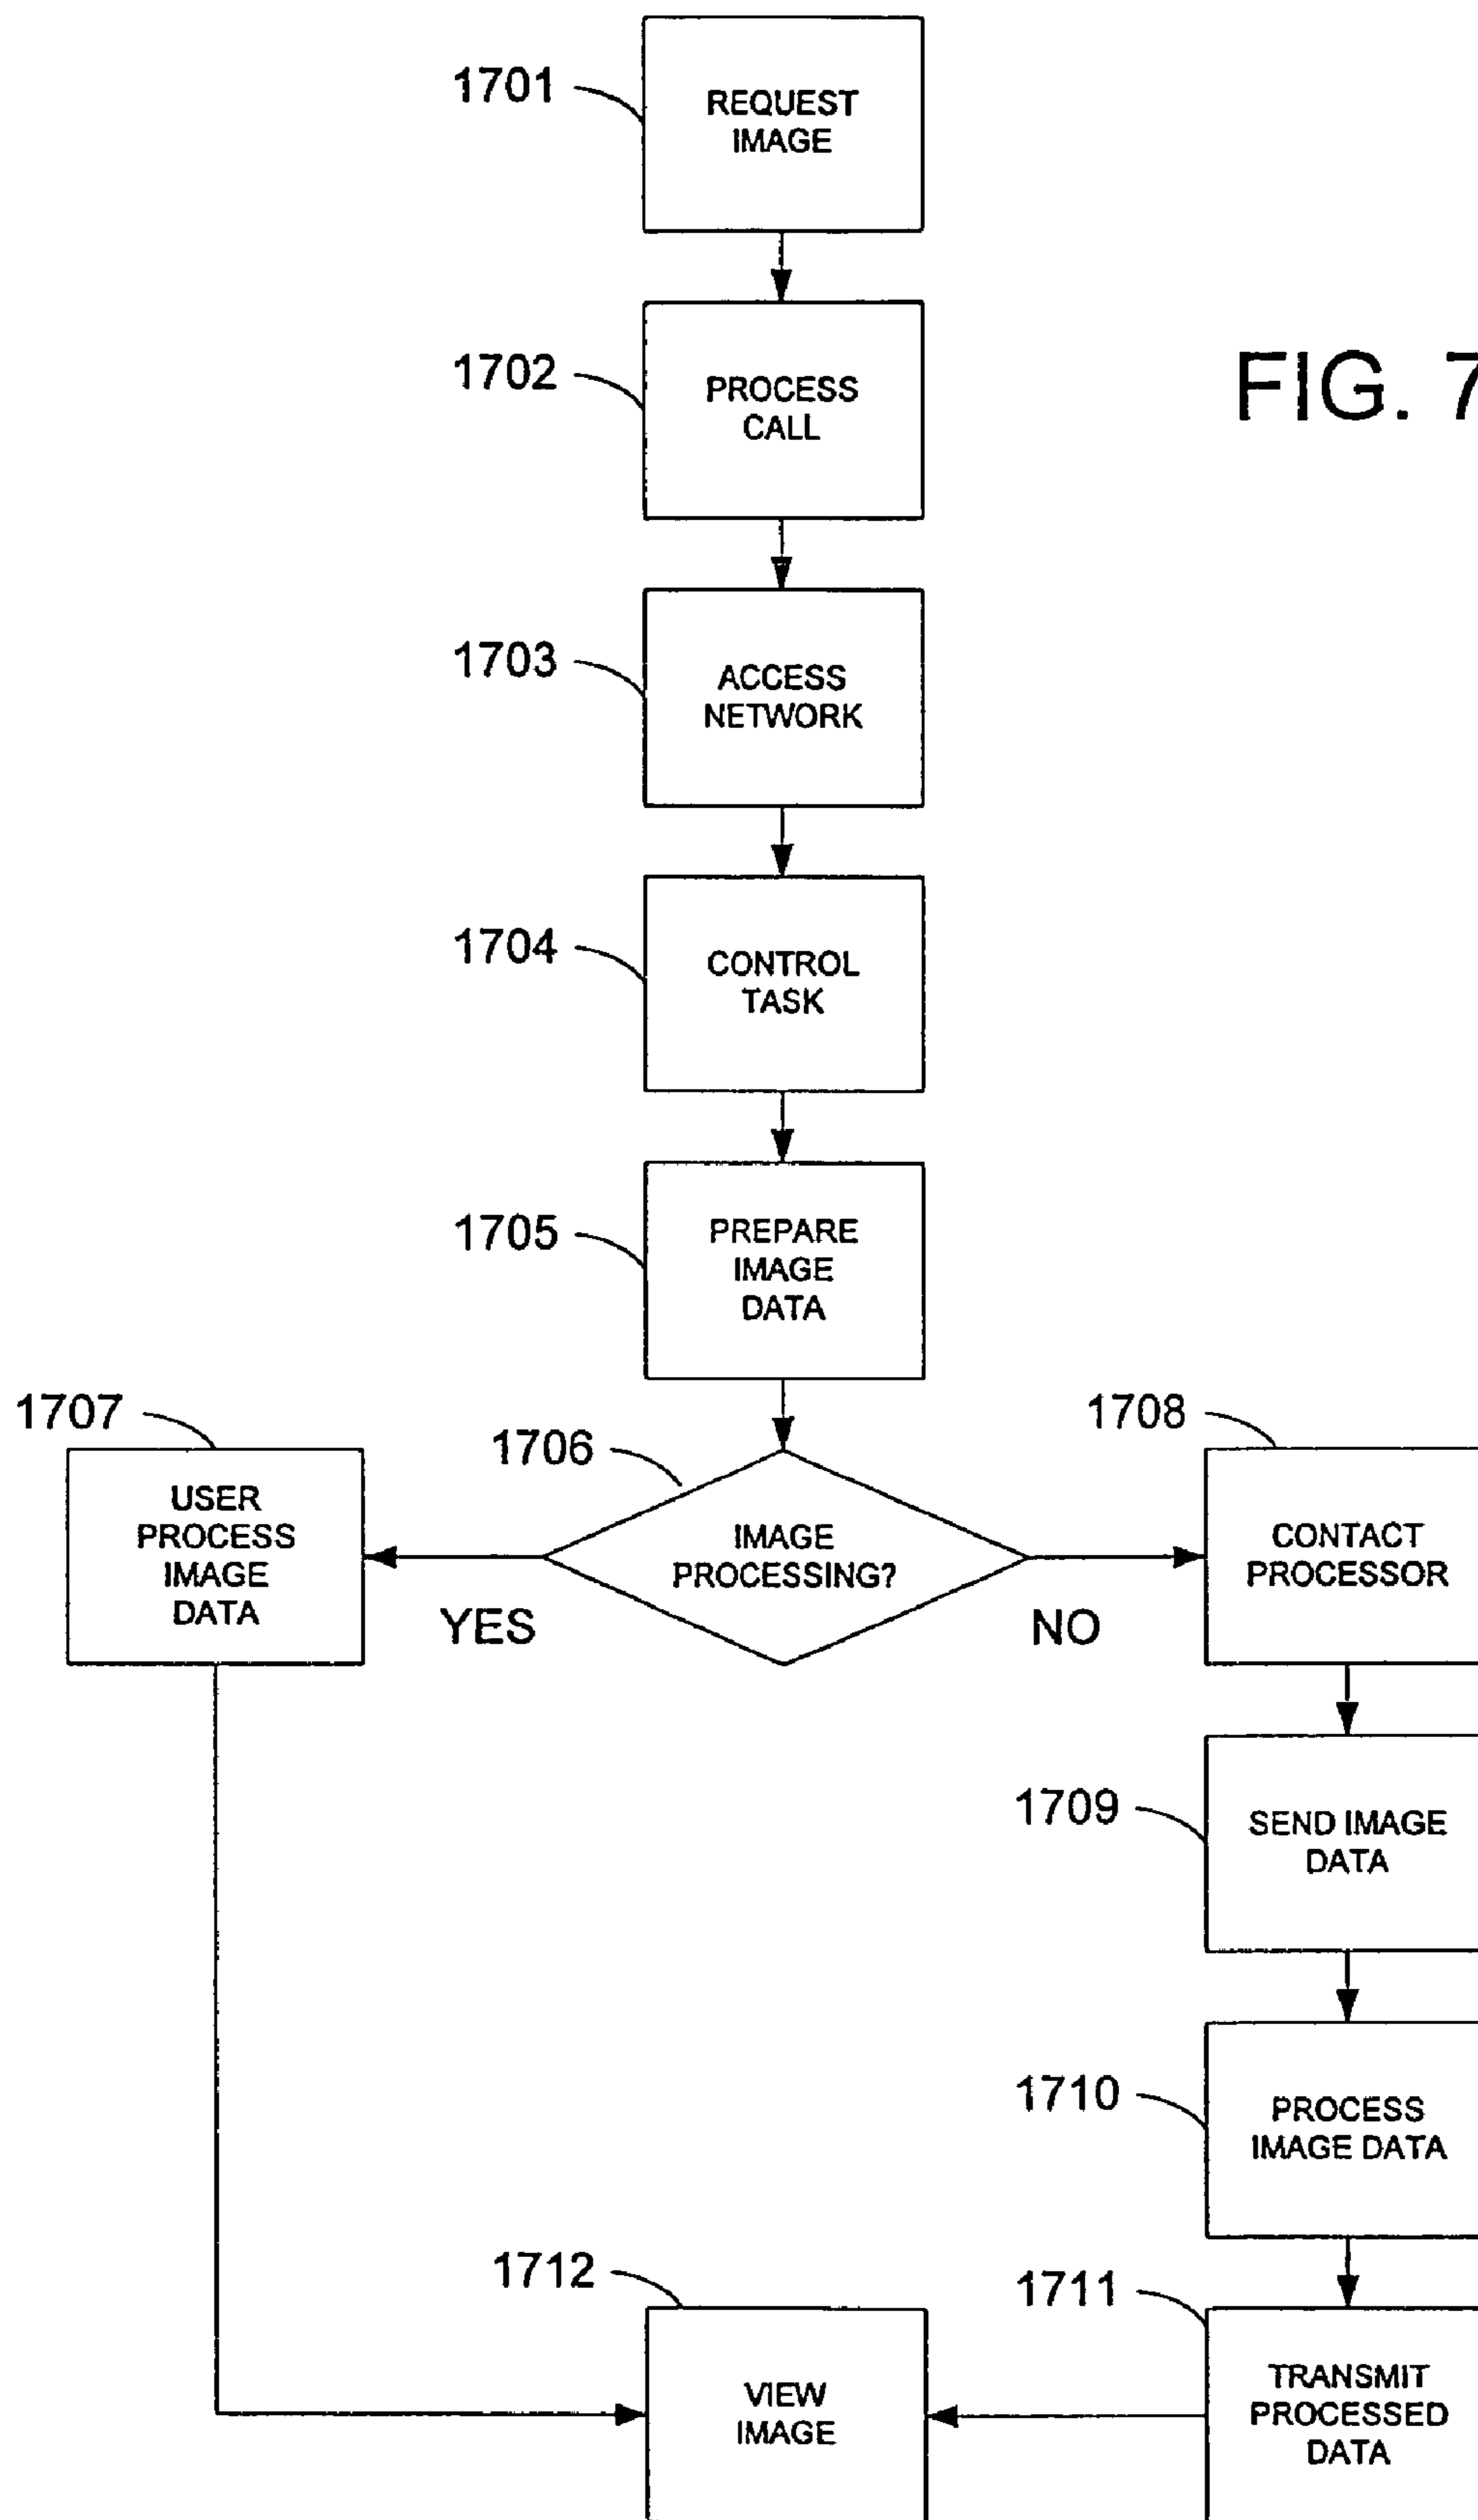 1701
REQUEST
IMAGE
1702
PROCESS
CALL
FIG. 7
1703
ACCESS
NETWORK
1704
CONTROL
TASK
1705
PREPARE
IMAGE
DATA
1707
USER
PROCESS
IMAGE
DATA
1706
IMAGE
PROCESSING?
YES
NO
1708
CONTACT
PROCESSOR
1709
SEND IMAGE
DATA
1710
PROCESS
IMAGE DATA
1712
VIEW
IMAGE
1711
TRANSMIT
PROCESSED
DATA